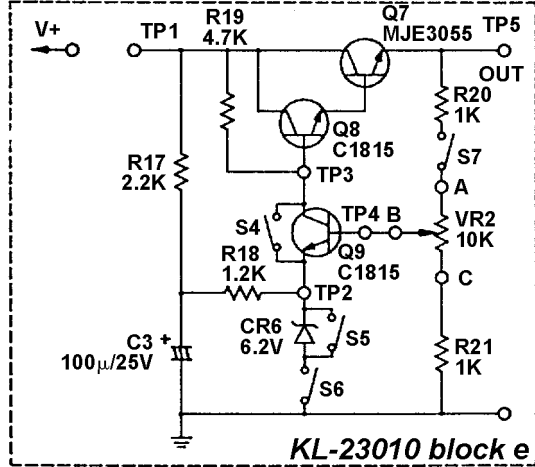 V+
TP1
R19
4.7K
Q7
MJE3055
TP5
OUT
R20
1K
S7
A
Q8
C1815
R17
2.2K
TP3
S4
TP4
B
VR2
10K
Q9
C1815
R18
1.2K
TP2
C
C3
+
100µ/25V
CR6
6.2V
S5
S6
R21
1K
KL-23010 block e